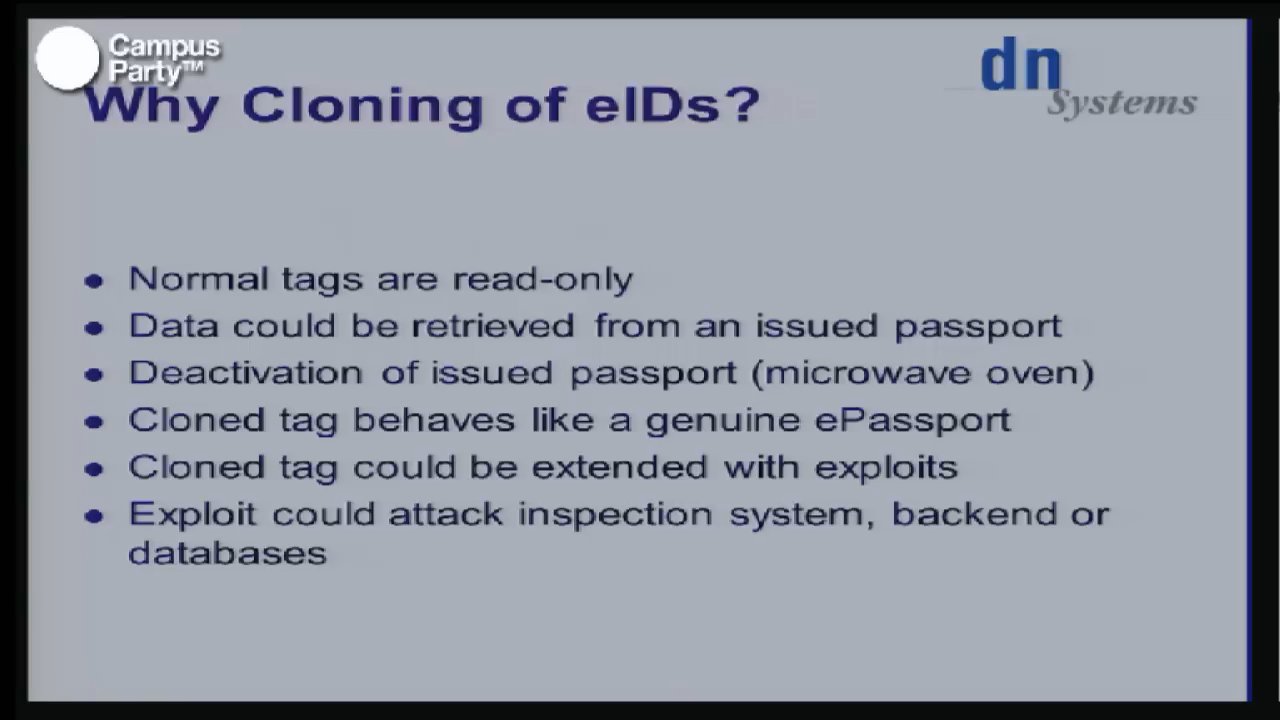 Campus
Party™
dn
Systems
Why Cloning of eIDs?
Normal tags are read-only
Data could be retrieved from an issued passport
Deactivation of issued passport (microwave oven)
Cloned tag behaves like a genuine ePassport
Cloned tag could be extended with exploits
Exploit could attack inspection system, backend or
databases